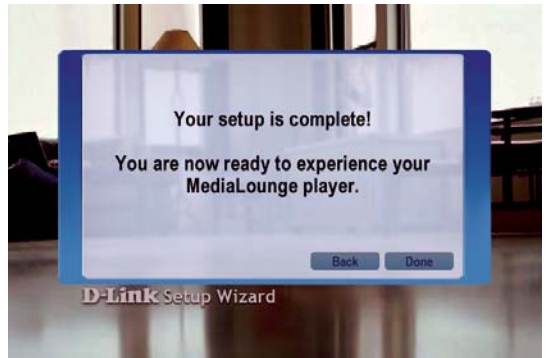 Your setup is complete!
You are now ready to experience your
MediaLounge player.
Back Done
D-Link Setup Wizard